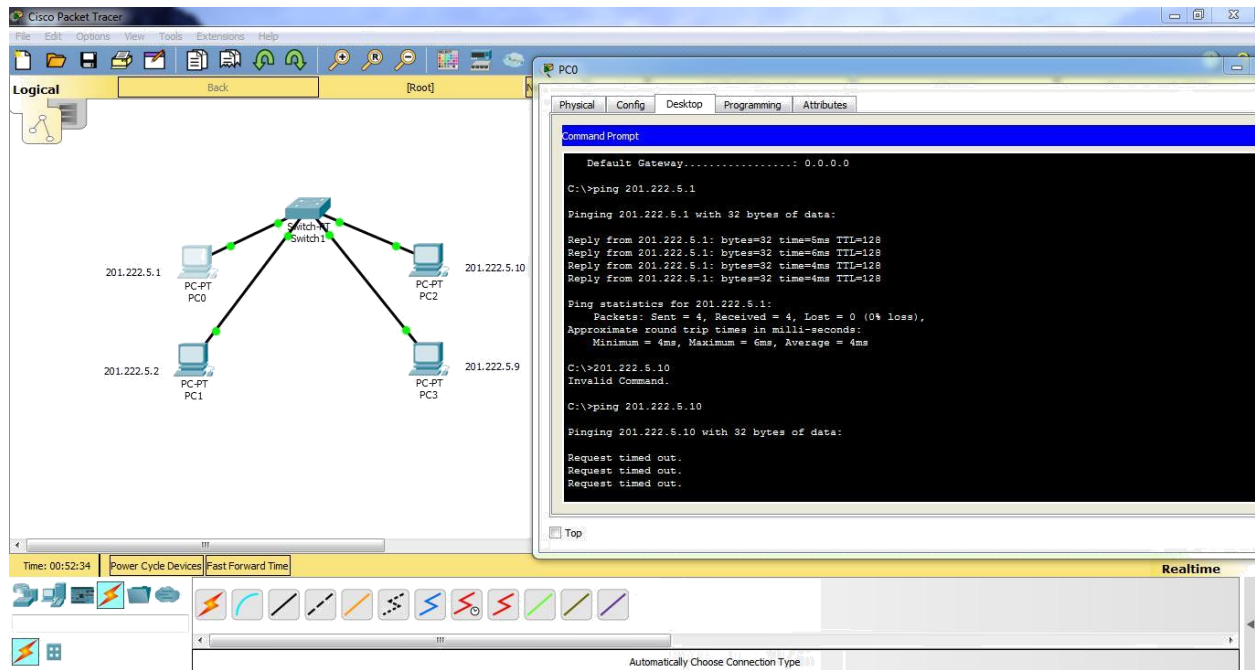 Cisco Packet Tracer
File Edit Options View Tools Extensions Help
Logical
Back
[Root]
201.222.5.1
PC-PT
PC0
201.222.5.2
PC-PT
PC1
Switch-PT
Switch1
201.222.5.10
PC-PT
PC2
201.222.5.9
PC-PT
PC3
PC0
Physical Config Desktop Programming Attributes
Command Prompt
Default Gateway.................: 0.0.0.0
C:\>ping 201.222.5.1
Pinging 201.222.5.1 with 32 bytes of data:
Reply from 201.222.5.1: bytes=32 time=5ms TTL=128
Reply from 201.222.5.1: bytes=32 time=6ms TTL=128
Reply from 201.222.5.1: bytes=32 time=4ms TTL=128
Reply from 201.222.5.1: bytes=32 time=4ms TTL=128
Ping statistics for 201.222.5.1:
Packets: Sent = 4, Received = 4, Lost = 0 (0% loss),
Approximate round trip times in milli-seconds:
Minimum = 4ms, Maximum = 6ms, Average = 4ms
C:\>201.222.5.10
Invalid Command.
C:\>ping 201.222.5.10
Pinging 201.222.5.10 with 32 bytes of data:
Request timed out.
Request timed out.
Request timed out.
Top
Time: 00:52:34 Power Cycle Devices Fast Forward Time
Realtime
Automatically Choose Connection Type